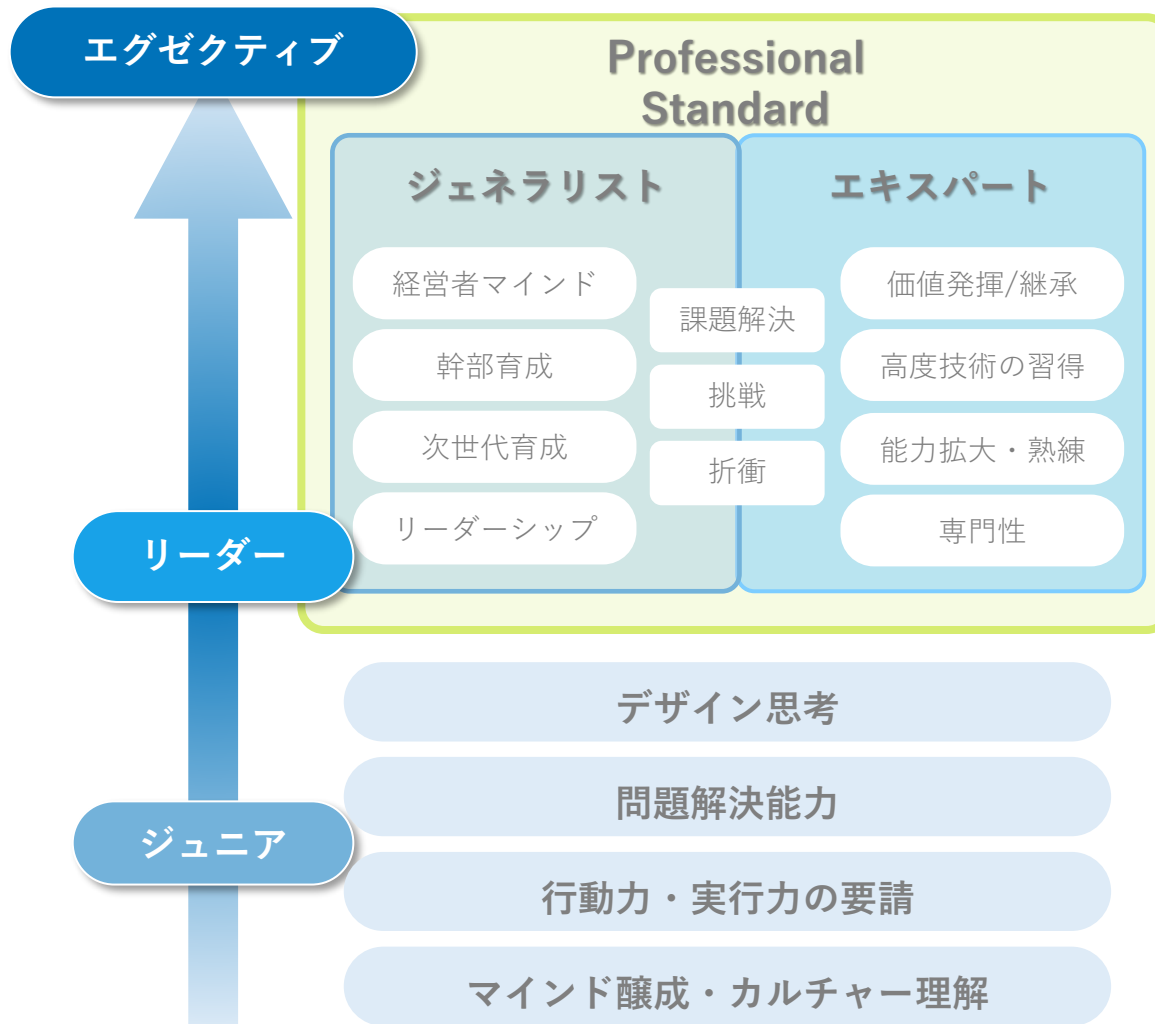 エグゼクティブ
Professional
Standard
ジェネラリスト
エキスパート
経営者マインド
幹部育成
次世代育成
リーダーシップ
課題解決
挑戦
折衝
価値発揮/継承
高度技術の習得
能力拡大・熟練
専門性
リーダー
デザイン思考
問題解決能力
ジュニア
行動力・実行力の要請
マインド醸成・カルチャー理解